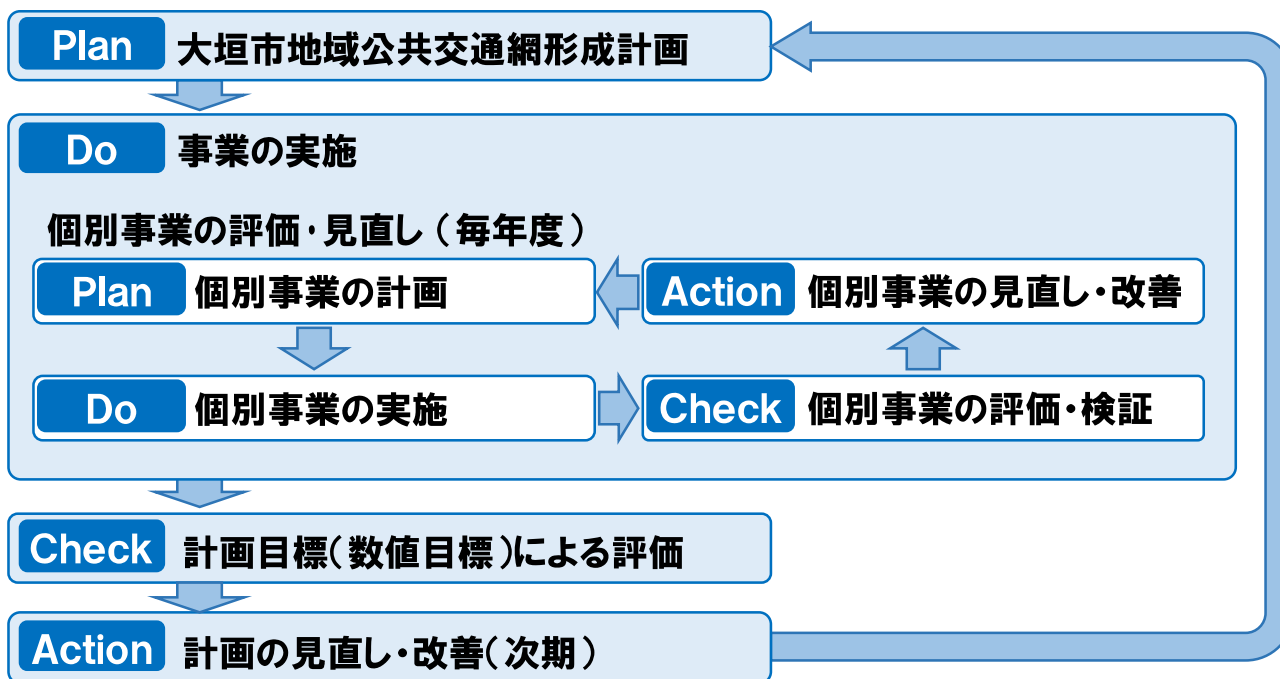 Plan 大垣市地域公共交通網形成計画
Do 事業の実施
個別事業の評価・見直し（毎年度）
Plan 個別事業の計画
Action 個別事業の見直し・改善
Do 個別事業の実施
Check 個別事業の評価・検証
Check 計画目標（数値目標）による評価
Action 計画の見直し・改善（次期）